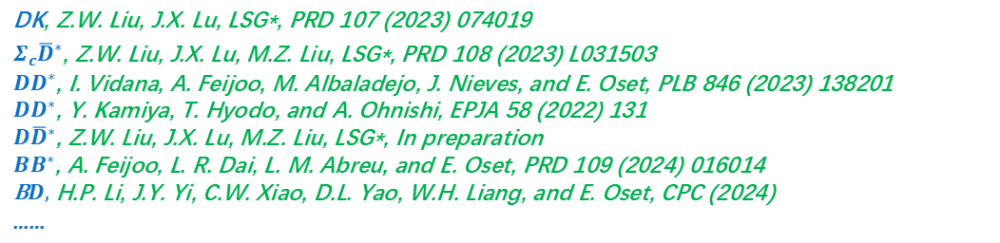 DK, Z.W. Liu, J.X. Lu, LSG*, PRD 107 (2023) 074019
Σ_c D̄*, Z.W. Liu, J.X. Lu, M.Z. Liu, LSG*, PRD 108 (2023) L031503
DD*, I. Vidana, A. Feijoo, M. Albaladejo, J. Nieves, and E. Oset, PLB 846 (2023) 138201
DD*, Y. Kamiya, T. Hyodo, and A. Ohnishi, EPJA 58 (2022) 131
DD̄*, Z.W. Liu, J.X. Lu, M.Z. Liu, LSG*, In preparation
BB*, A. Feijoo, L. R. Dai, L. M. Abreu, and E. Oset, PRD 109 (2024) 016014
BD, H.P. Li, J.Y. Yi, C.W. Xiao, D.L. Yao, W.H. Liang, and E. Oset, CPC (2024)
......